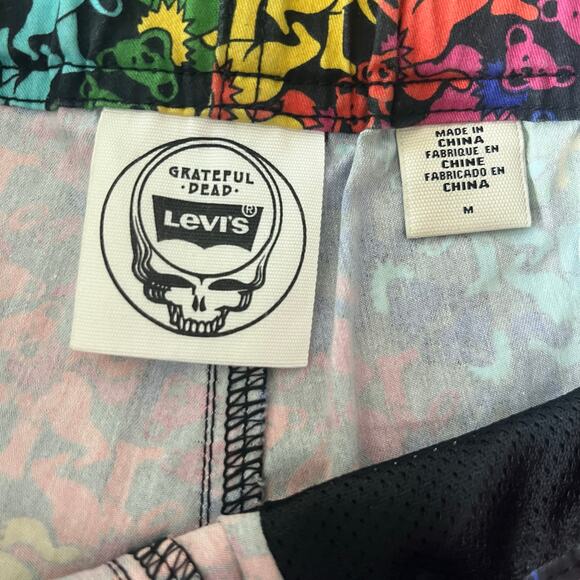 GRATEFUL
·DEAD·
LEVI'S®
MADE IN
CHINA
FABRIQUE EN
CHINE
FABRICADO EN
CHINA
M